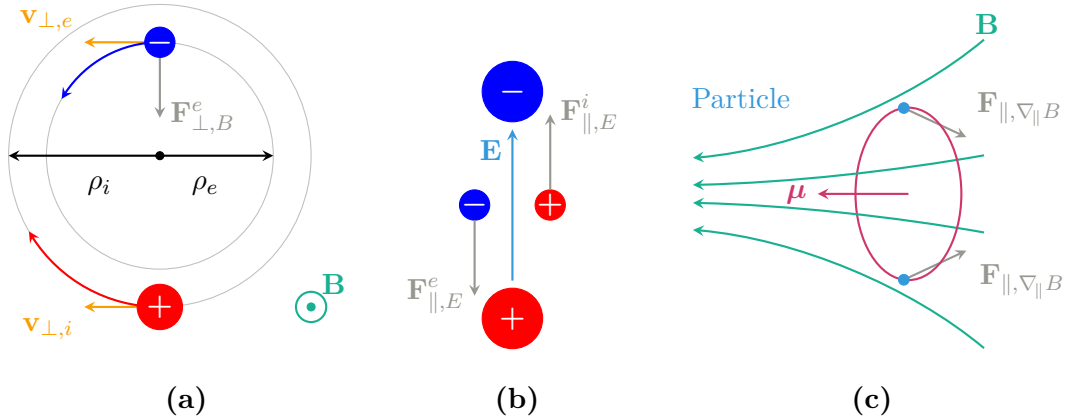 v⊥,e
−
F^e_⊥,B
ρi
ρe
+
v⊥,i
B
(a)
−
F^i_∥,E
E
−
+
F^e_∥,E
+
(b)
B
Particle
F∥,∇∥B
μ
F∥,∇∥B
(c)